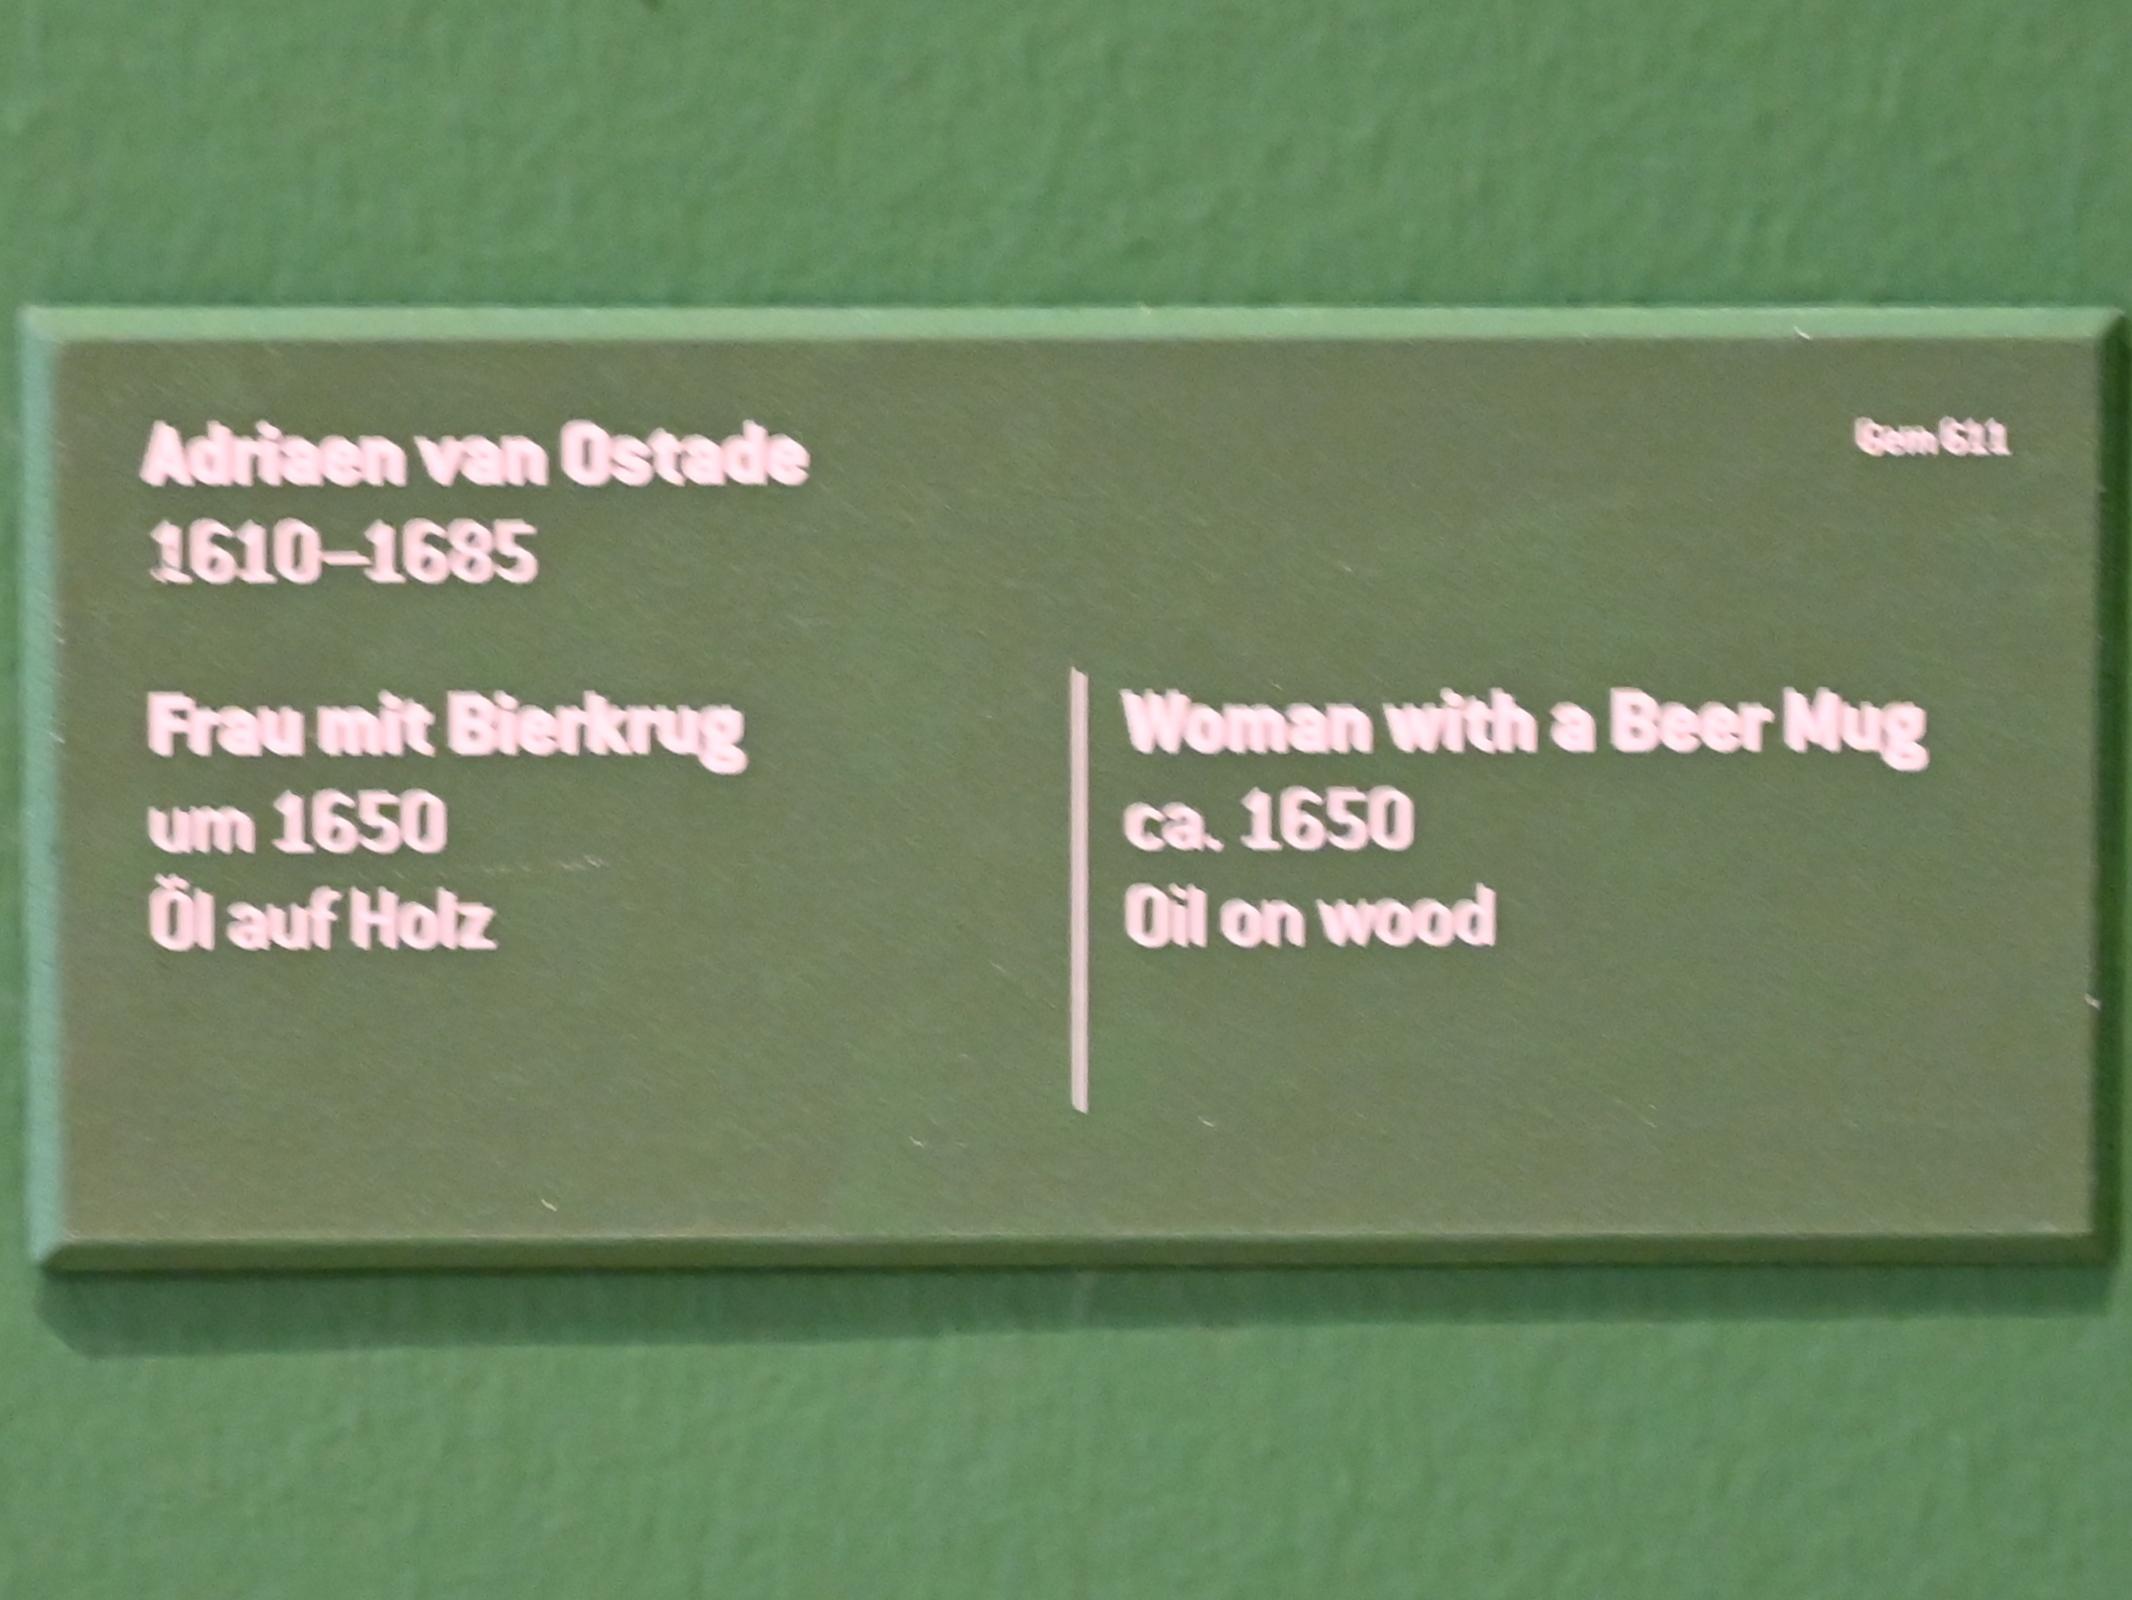 Adriaen van Ostade
Gem 611
1610–1685
Frau mit Bierkrug
um 1650
Öl auf Holz
Woman with a Beer Mug
ca. 1650
Oil on wood